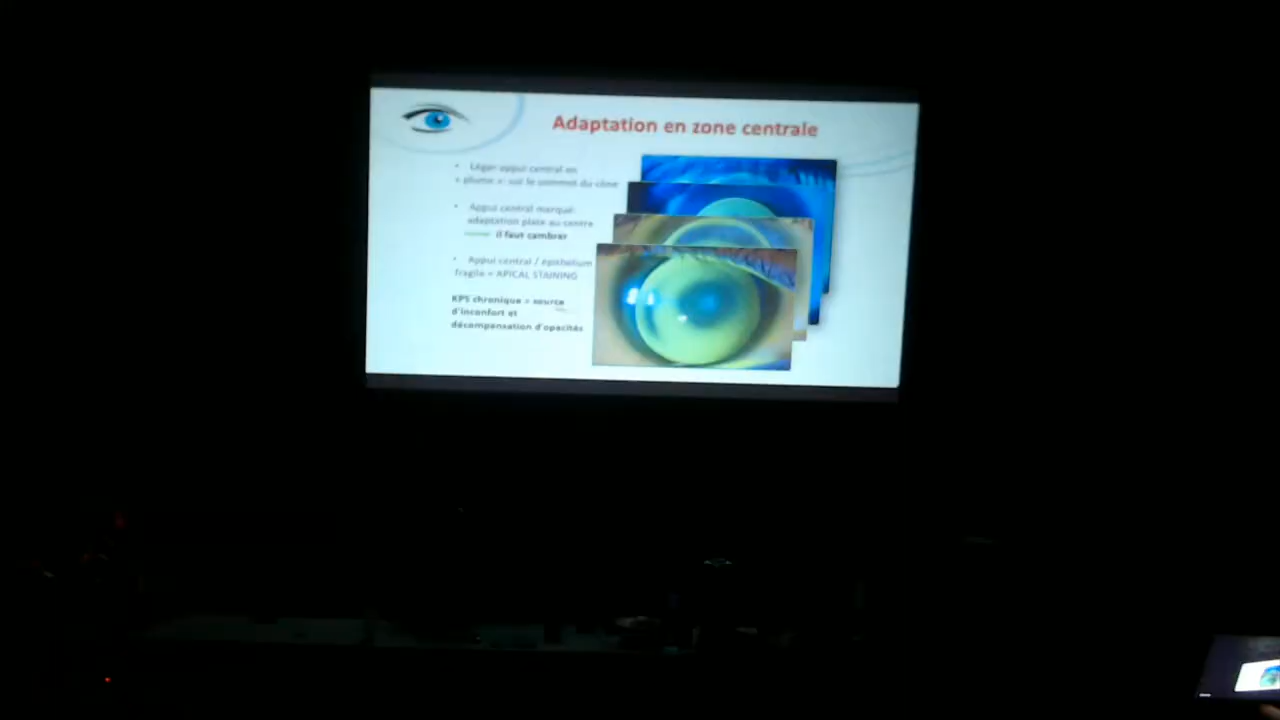 Adaptation en zone centrale
• Léger appui central en
« plume » sur le sommet du cône
• Appui central marqué:
adaptation plate au centre
il faut cambrer
• Appui central / épithélium
fragile = APICAL STAINING
KPS chronique = source
d'inconfort et
décompensation d'opacités